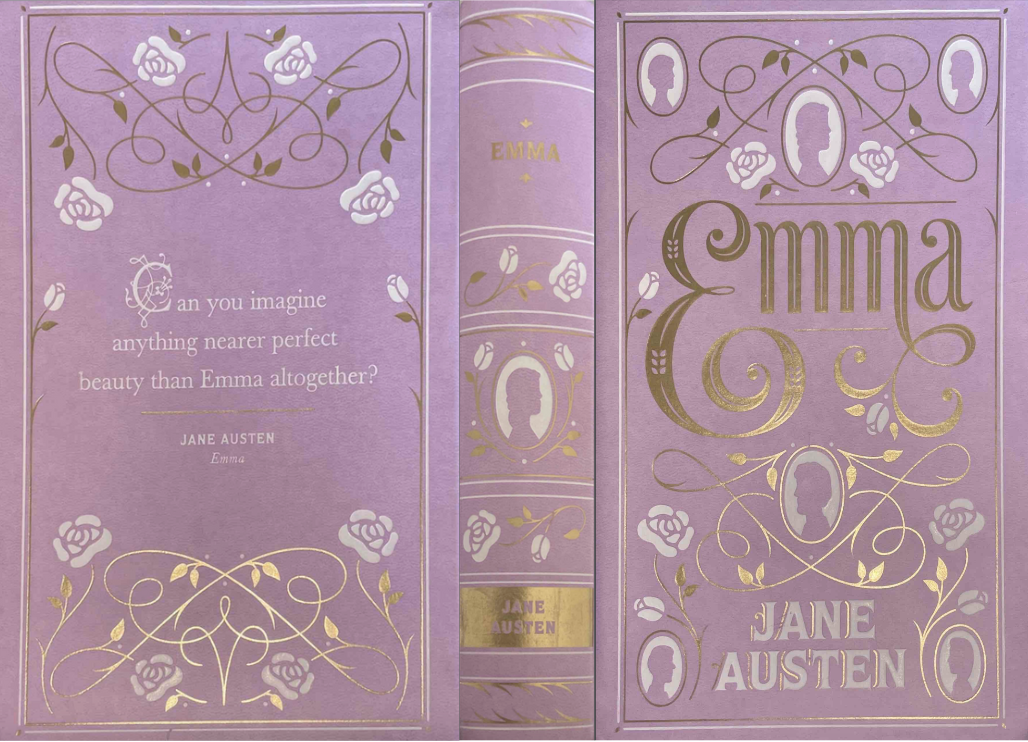 Can you imagine
anything nearer perfect
beauty than Emma altogether?
JANE AUSTEN
Emma
EMMA
JANE
AUSTEN
Emma
JANE
AUSTEN